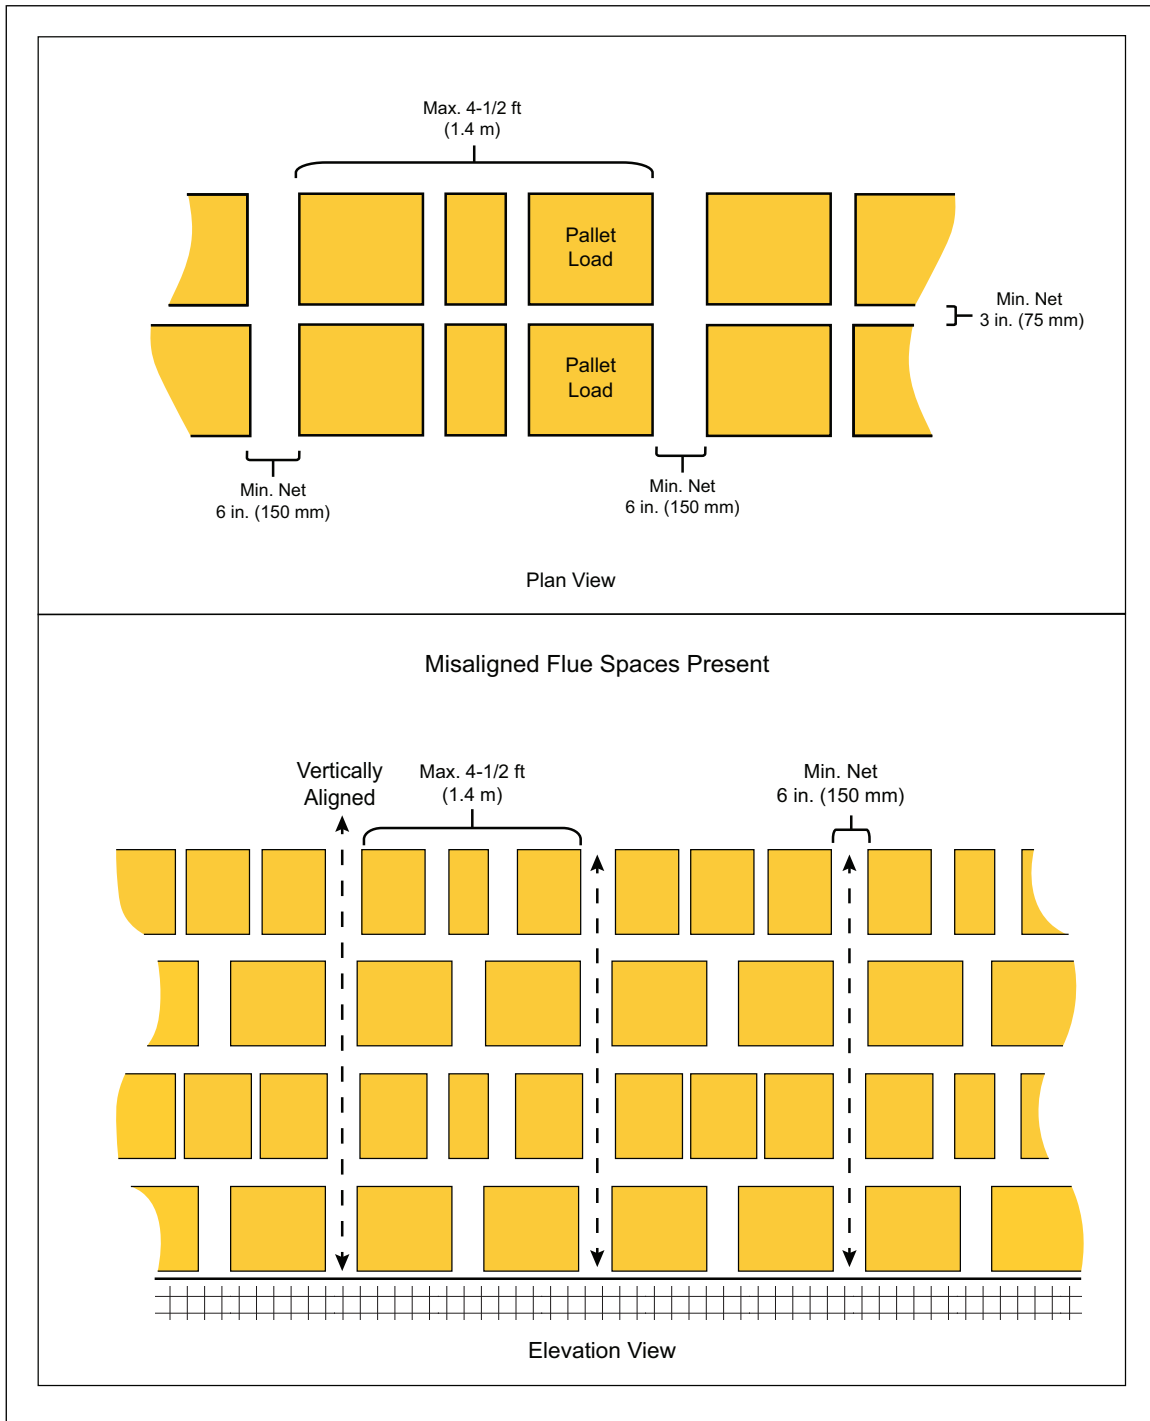 Max. 4-1/2 ft
(1.4 m)
Pallet
Load
Min. Net
3 in. (75 mm)
Pallet
Load
Min. Net
6 in. (150 mm)
Min. Net
6 in. (150 mm)
Plan View
Misaligned Flue Spaces Present
Vertically
Aligned
Max. 4-1/2 ft
(1.4 m)
Min. Net
6 in. (150 mm)
Elevation View